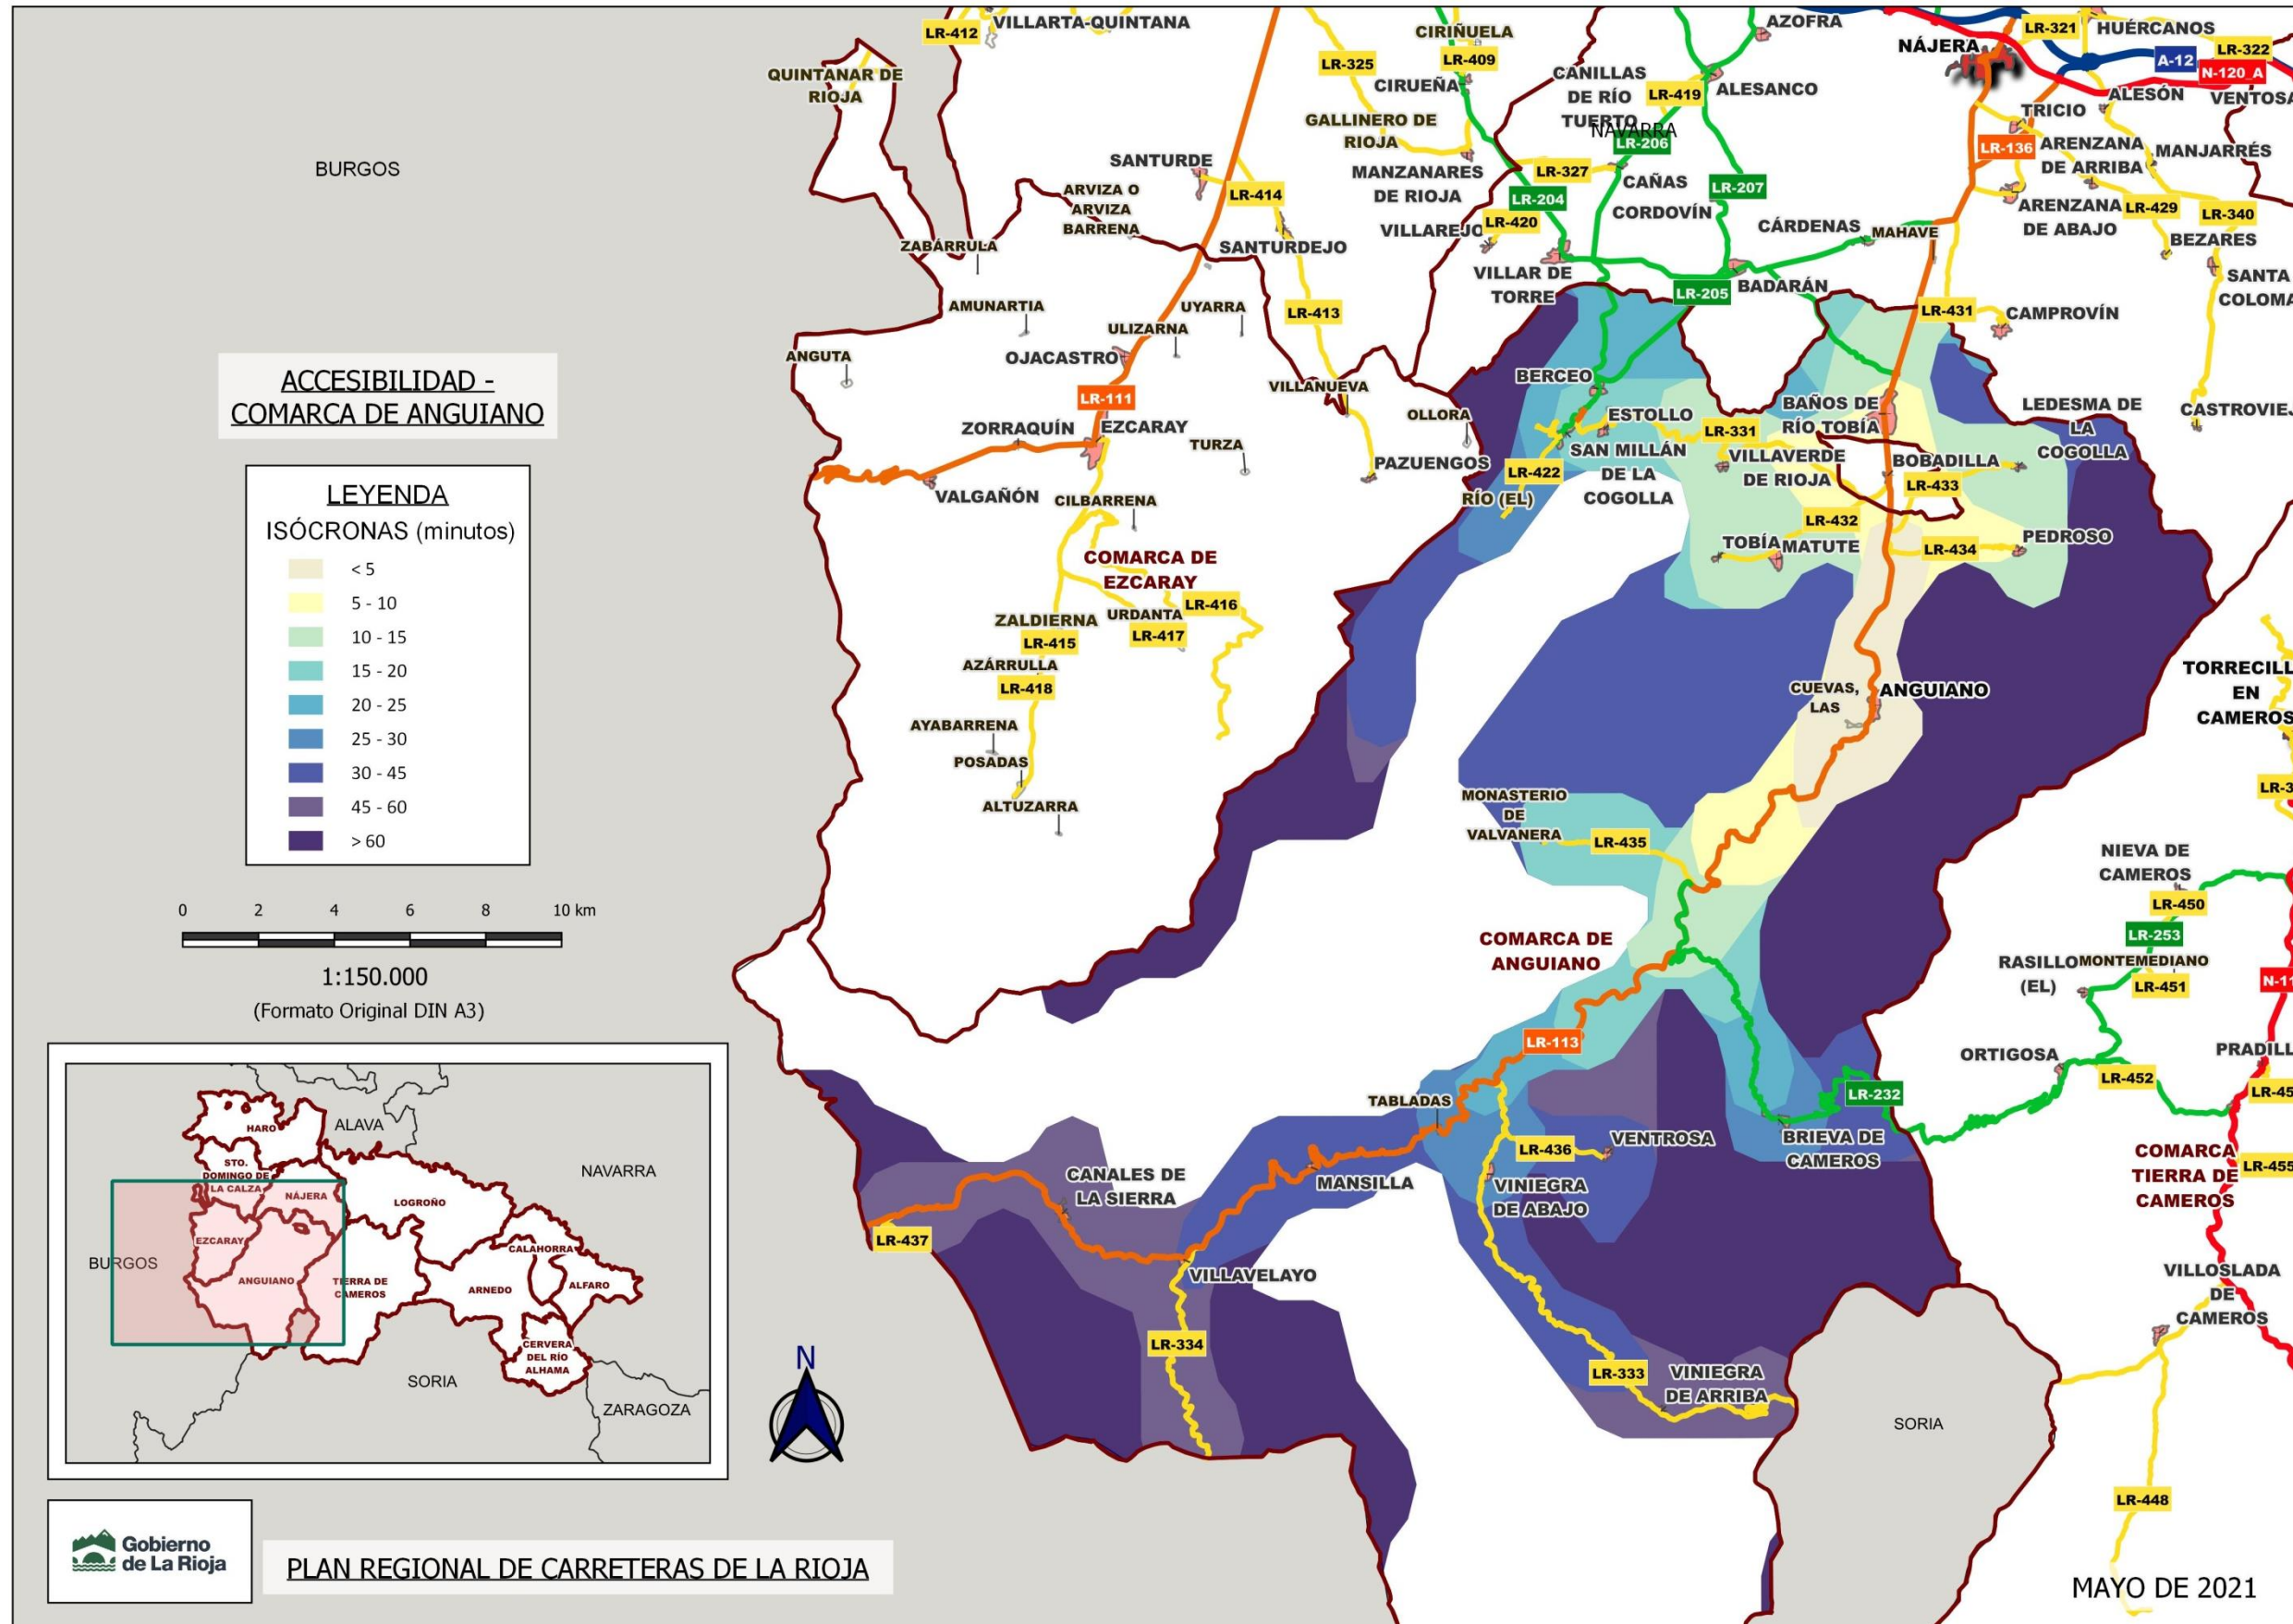 LR-412
VILLARTA-QUINTANA
QUINTANAR DE
RIOJA
BURGOS
ZABÁRRULA
ARVIZA O
ARVIZA
BARRENA
SANTURDE
LR-414
SANTURDEJO
LR-413
AMUNARTIA
UYARRA
ULIZARNA
OJACASTRO
ANGUTA
LR-111
ZORRAQUÍN
EZCARAY
TURZA
VALGAÑÓN
CILBARRENA
VILLANUEVA
OLLORA
PAZUENGOS
COMARCA DE
EZCARAY
LR-416
URDANTA
LR-417
ZALDIERNA
LR-415
AZÁRRULLA
LR-418
AYABARRENA
POSADAS
ALTUZARRA
CIRIÑUELA
LR-409
LR-325
CIRUEÑA
GALLINERO DE
RIOJA
MANZANARES
DE RIOJA
VILLAREJO
LR-420
LR-327
LR-204
CANILLAS
DE RÍO
TUERTO
NAVARRA
LR-206
LR-419
AZOFRA
ALESANCO
CAÑAS
CORDOVÍN
LR-207
VILLAR DE
TORRE
LR-205
BADARÁN
CÁRDENAS
MAHAVE
NÁJERA
LR-321
HUÉRCANOS
A-12
LR-322
N-120_A
ALESÓN
VENTOSA
TRICIO
LR-136
ARENZANA
DE ARRIBA
MANJARRÉS
ARENZANA
DE ABAJO
LR-429
LR-340
BEZARES
SANTA
COLOMA
LR-431
CAMPROVÍN
CASTROVIEJ
BERCEO
ESTOLLO
LR-331
BAÑOS DE
RÍO TOBÍA
LEDESMA DE
LA
COGOLLA
SAN MILLÁN
DE LA
COGOLLA
LR-422
RÍO (EL)
VILLAVERDE
DE RIOJA
BOBADILLA
LR-433
LR-432
TOBÍA
MATUTE
LR-434
PEDROSO
CUEVAS,
LAS
ANGUIANO
TORRECILL
EN
CAMEROS
LR-3
MONASTERIO
DE
VALVANERA
LR-435
COMARCA DE
ANGUIANO
NIEVA DE
CAMEROS
LR-450
LR-253
RASILLO
(EL)
MONTEMEDIANO
LR-451
N-11
LR-113
ORTIGOSA
PRADILL
LR-452
LR-45
LR-232
TABLADAS
LR-436
VENTROSA
BRIEVA DE
CAMEROS
COMARCA
TIERRA DE
CAMEROS
LR-455
CANALES DE
LA SIERRA
MANSILLA
VINIEGRA
DE ABAJO
LR-437
VILLAVELAYO
LR-334
LR-333
VINIEGRA
DE ARRIBA
VILLOSLADA
DE
CAMEROS
SORIA
LR-448
ACCESIBILIDAD -
COMARCA DE ANGUIANO
LEYENDA
ISÓCRONAS (minutos)
< 5
5 - 10
10 - 15
15 - 20
20 - 25
25 - 30
30 - 45
45 - 60
> 60
0 2 4 6 8 10 km
1:150.000
(Formato Original DIN A3)
HARO
ALAVA
STO.
DOMINGO DE
LA CALZA
NÁJERA
NAVARRA
LOGROÑO
EZCARAY
BURGOS
ANGUIANO
TIERRA DE
CAMEROS
CALAHORRA
ARNEDO
ALFARO
CERVERA
DEL RÍO
ALHAMA
SORIA
ZARAGOZA
N
Gobierno
de La Rioja
PLAN REGIONAL DE CARRETERAS DE LA RIOJA
MAYO DE 2021